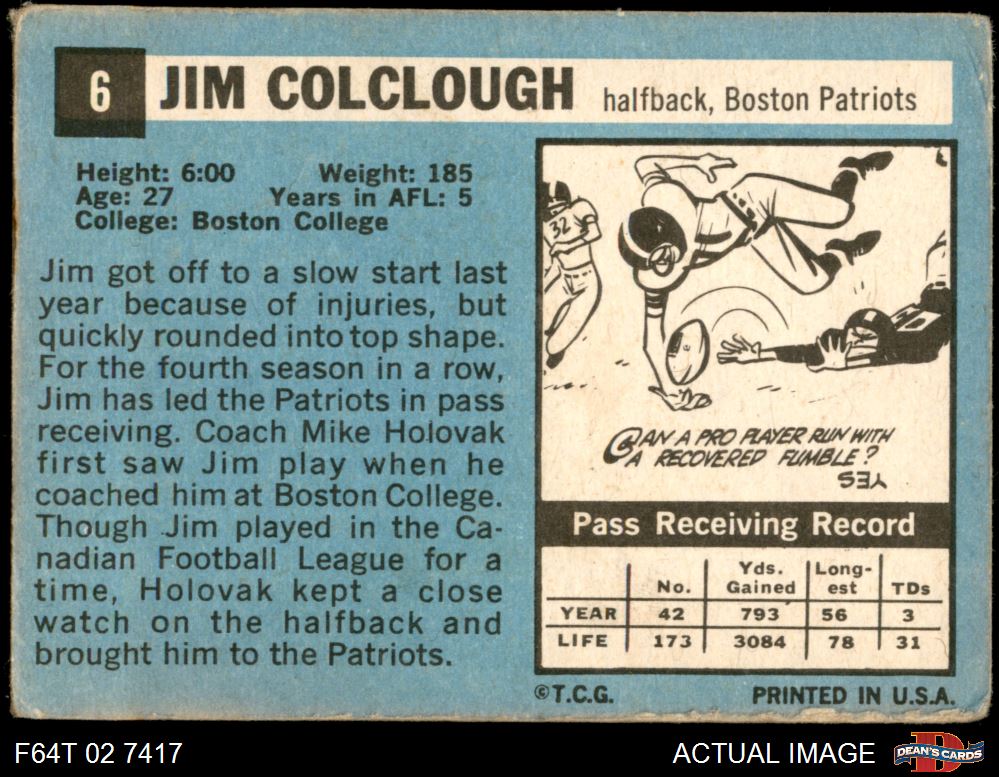 6 JIM COLCLOUGH halfback, Boston Patriots
Height: 6:00 Weight: 185
Age: 27 Years in AFL: 5
College: Boston College
Jim got off to a slow start last
year because of injuries, but
quickly rounded into top shape.
For the fourth season in a row,
Jim has led the Patriots in pass
receiving. Coach Mike Holovak
first saw Jim play when he
coached him at Boston College.
Though Jim played in the Ca-
nadian Football League for a
time, Holovak kept a close
watch on the halfback and
brought him to the Patriots.
32
CAN A PRO PLAYER RUN WITH
A RECOVERED FUMBLE?
YES
Pass Receiving Record
No. Yds. Gained Long-est TDs
YEAR 42 793 56 3
LIFE 173 3084 78 31
©T.C.G. PRINTED IN U.S.A.
F64T 02 7417 ACTUAL IMAGE DEAN'S CARDS